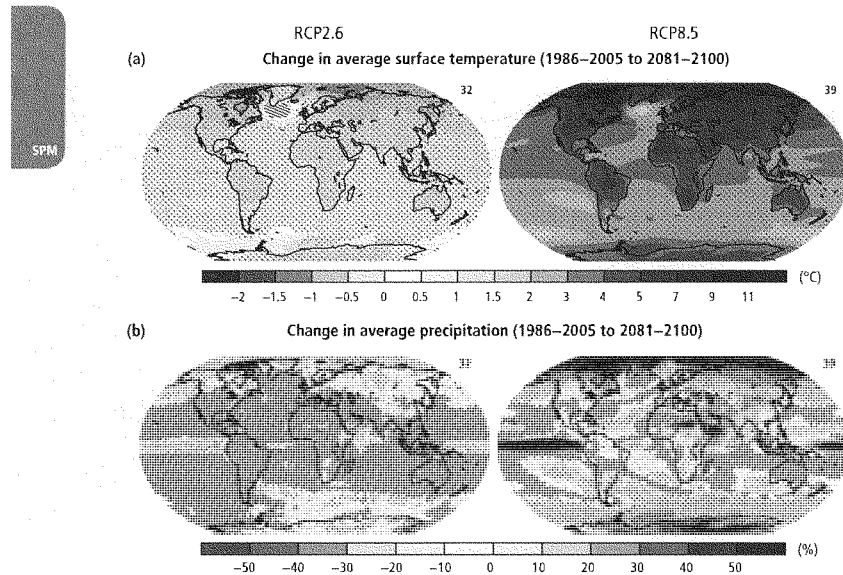 RCP2.6 RCP8.5
(a) Change in average surface temperature (1986–2005 to 2081–2100)
32 39
SPM
(°C)
−2 −1.5 −1 −0.5 0 0.5 1 1.5 2 3 4 5 7 9 11
(b) Change in average precipitation (1986–2005 to 2081–2100)
39
(%)
−50 −40 −30 −20 −10 0 10 20 30 40 50